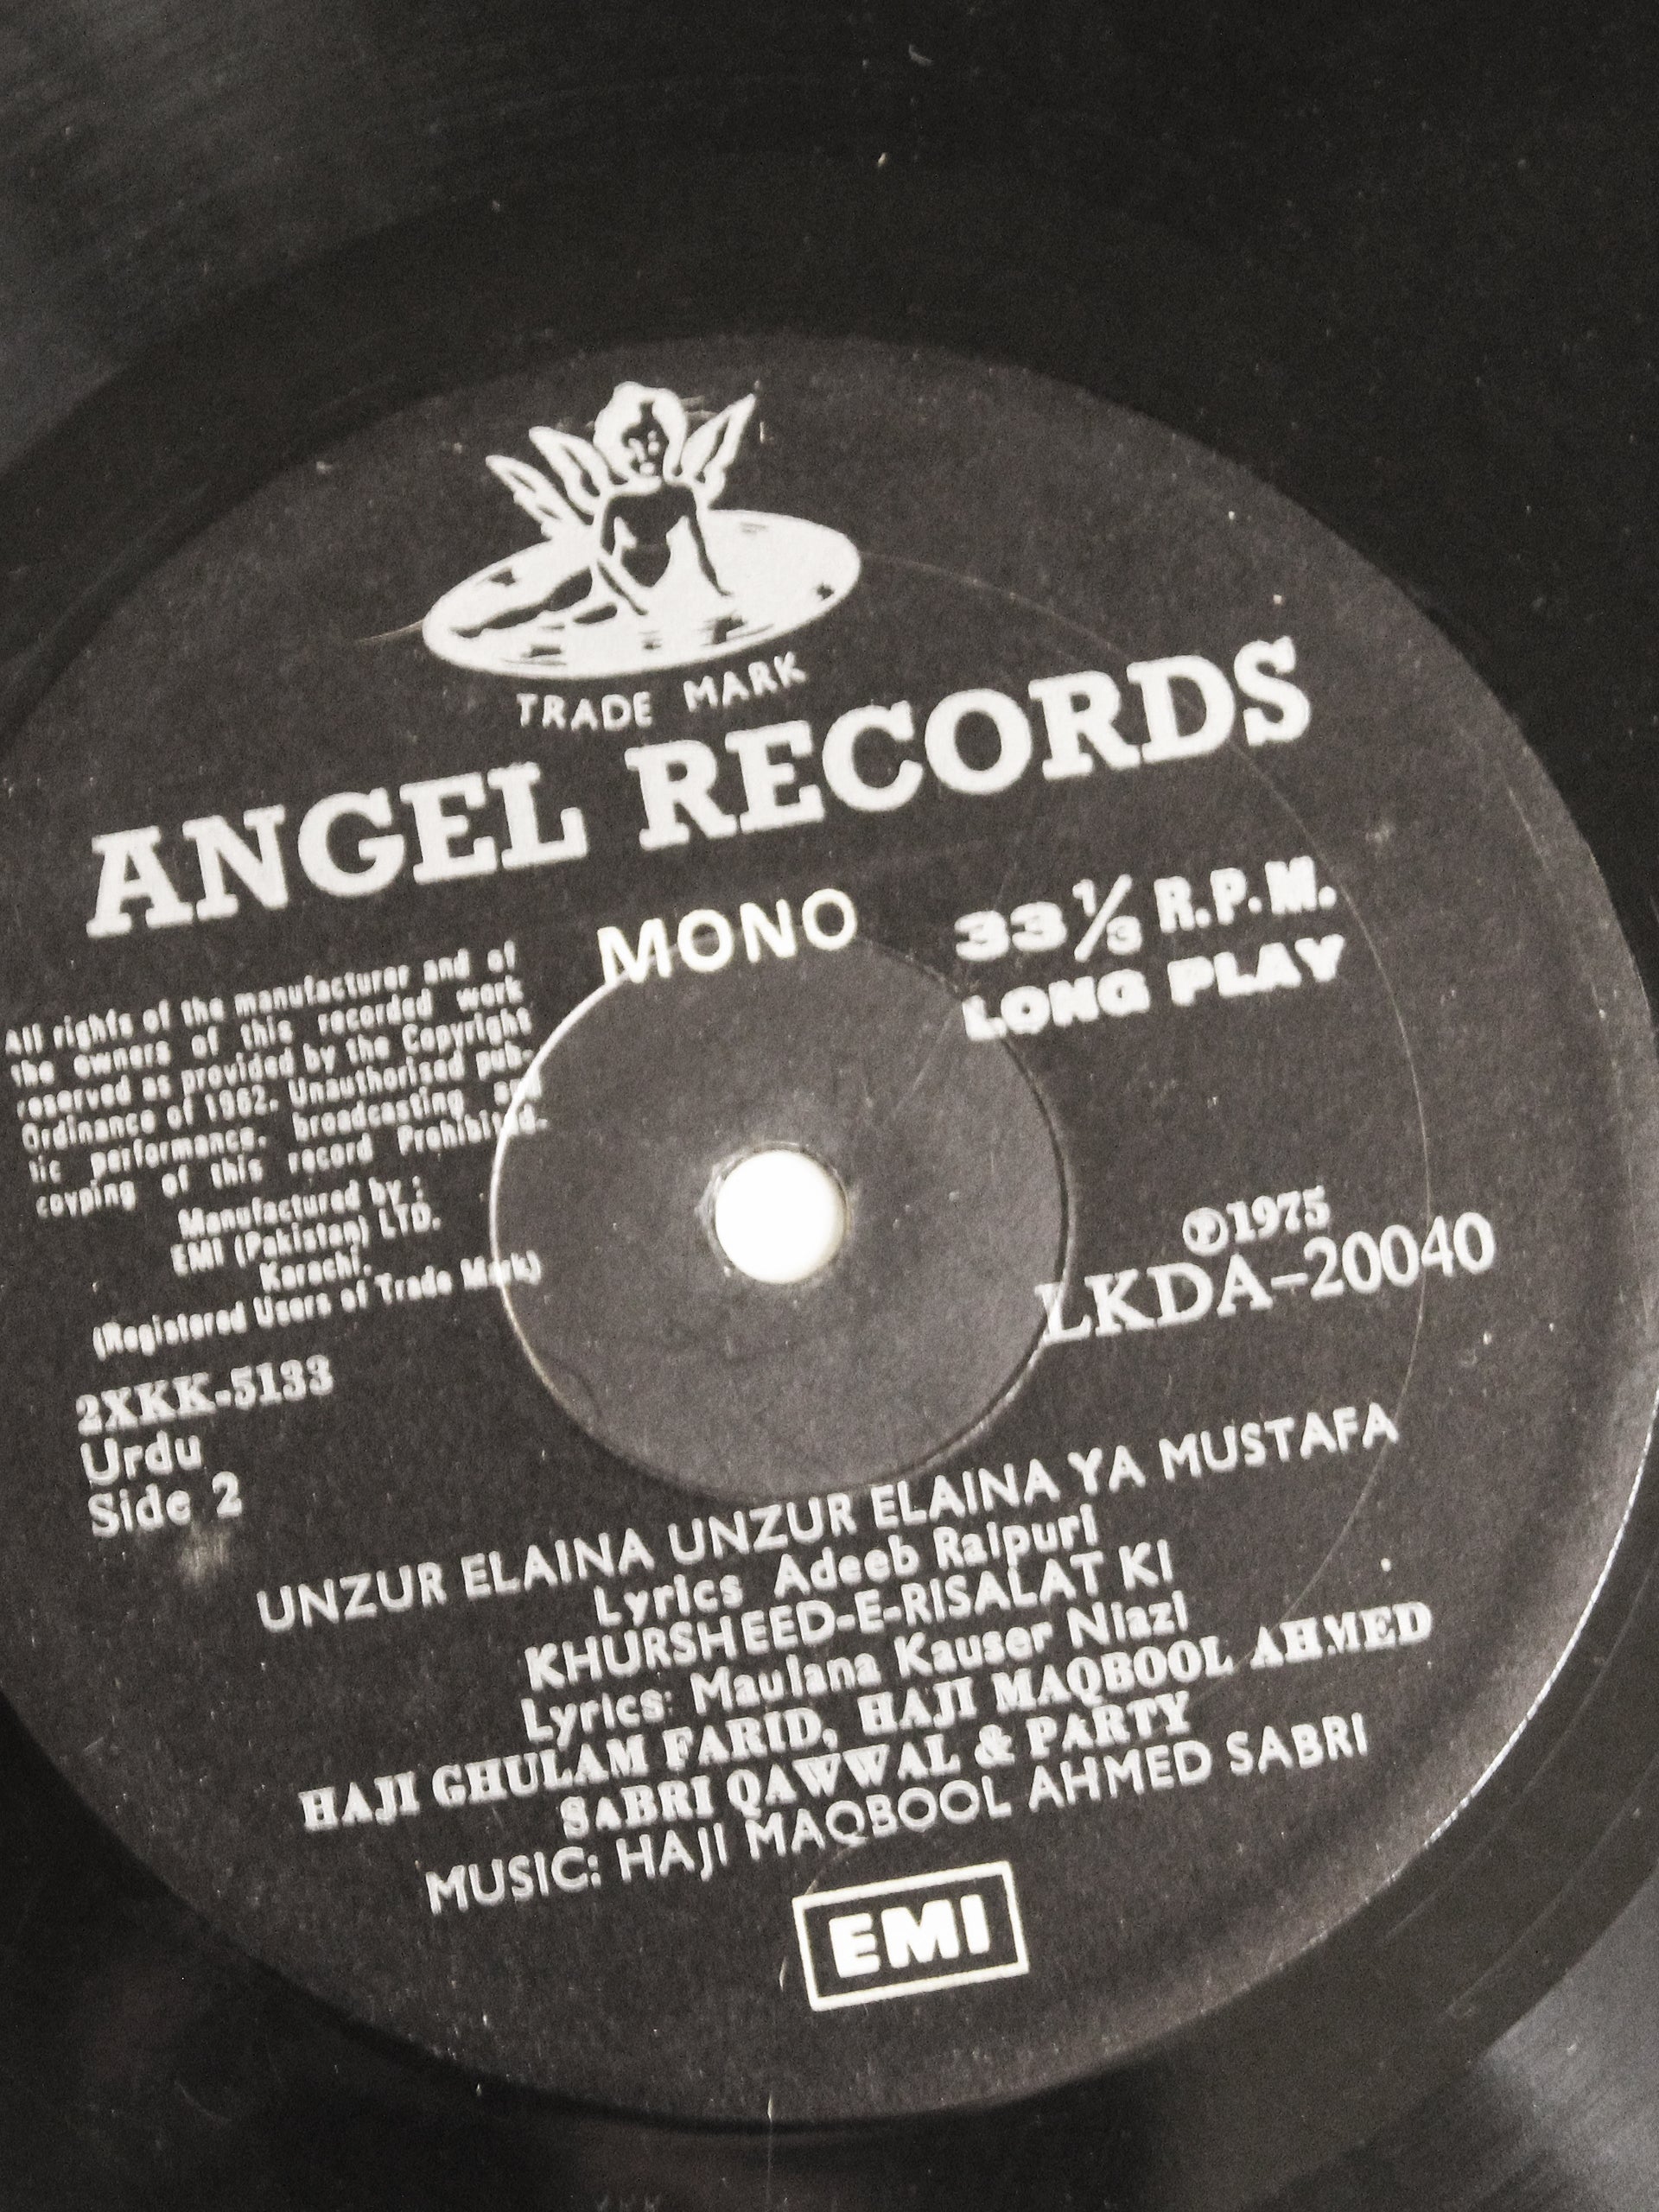 TRADE MARK
ANGEL RECORDS
MONO
33⅓ R.P.M.
LONG PLAY
All rights of the manufacturer and of
the owners of this recorded work
reserved as provided by the Copyright
Ordinance of 1962. Unauthorised pub-
lic performance. broadcasting and
coyping of this record Prohibited.
Manufactured by :
EMI (Pakistan) LTD.
Karachi.
(Registered Users of Trade Mark)
℗1975
LKDA-20040
2XKK-5133
Urdu
Side 2
UNZUR ELAINA UNZUR ELAINA YA MUSTAFA
Lyrics Adeeb Raipuri
KHURSHEED-E-RISALAT KI
Lyrics: Maulana Kauser Niazi
HAJI GHULAM FARID, HAJI MAQBOOL AHMED
SABRI QAWWAL & PARTY
MUSIC: HAJI MAQBOOL AHMED SABRI
EMI